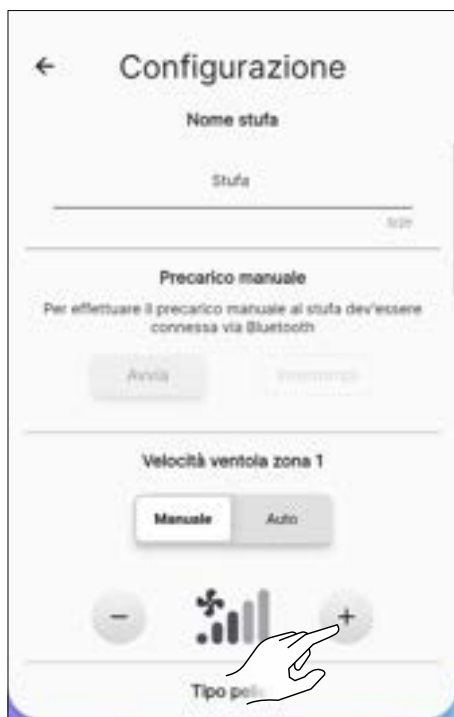 Configurazione
Nome stufa
Stufa
Precarico manuale
Per effettuare il precarico manuale al stufa dev'essere
connessa via Bluetooth
Avvia
Velocità ventola zona 1
Manuale Auto
Tipo